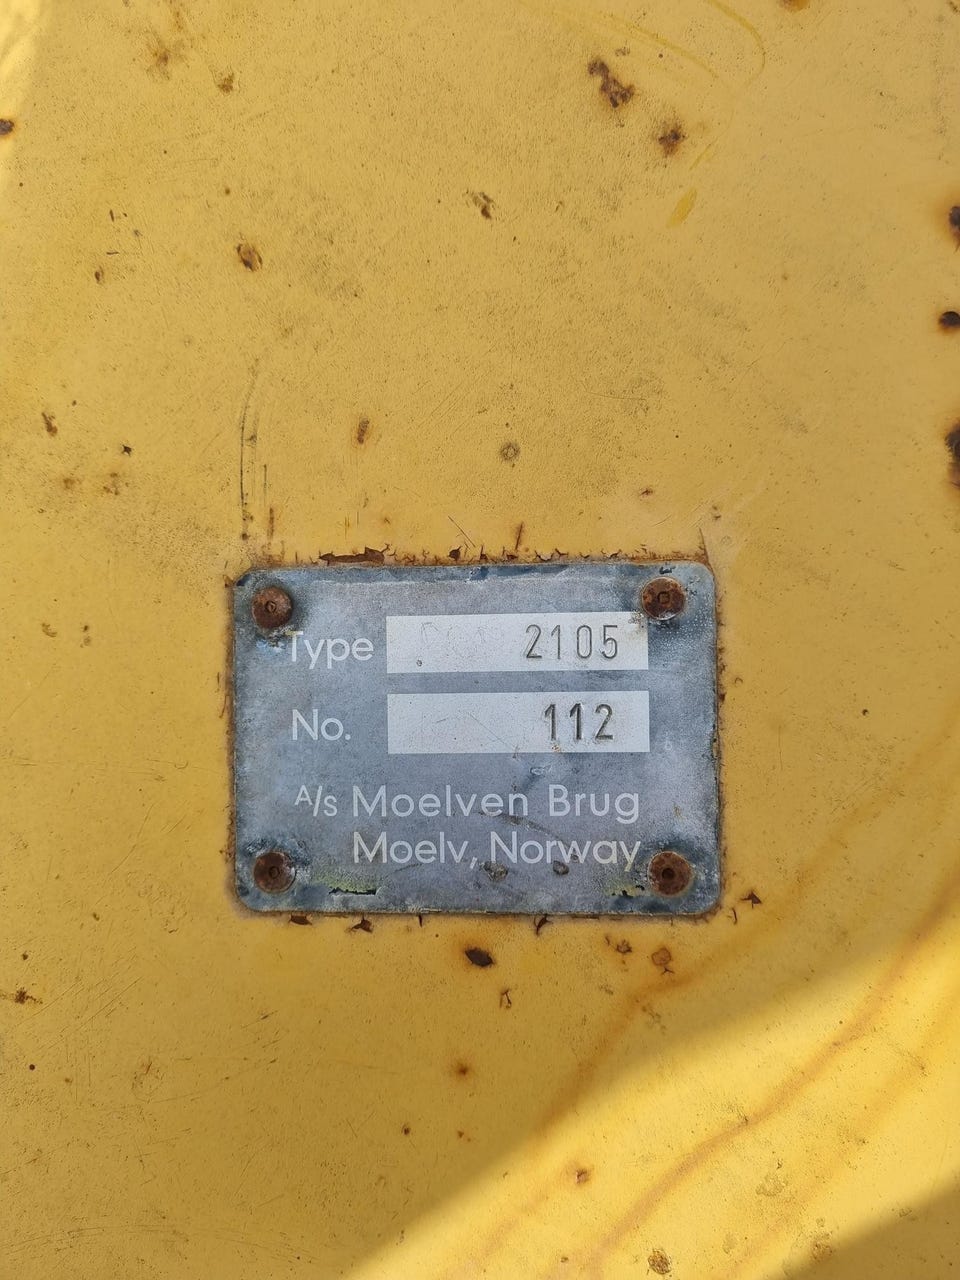 Type 2105
No. 112
A/s Moelven Brug
Moelv, Norway